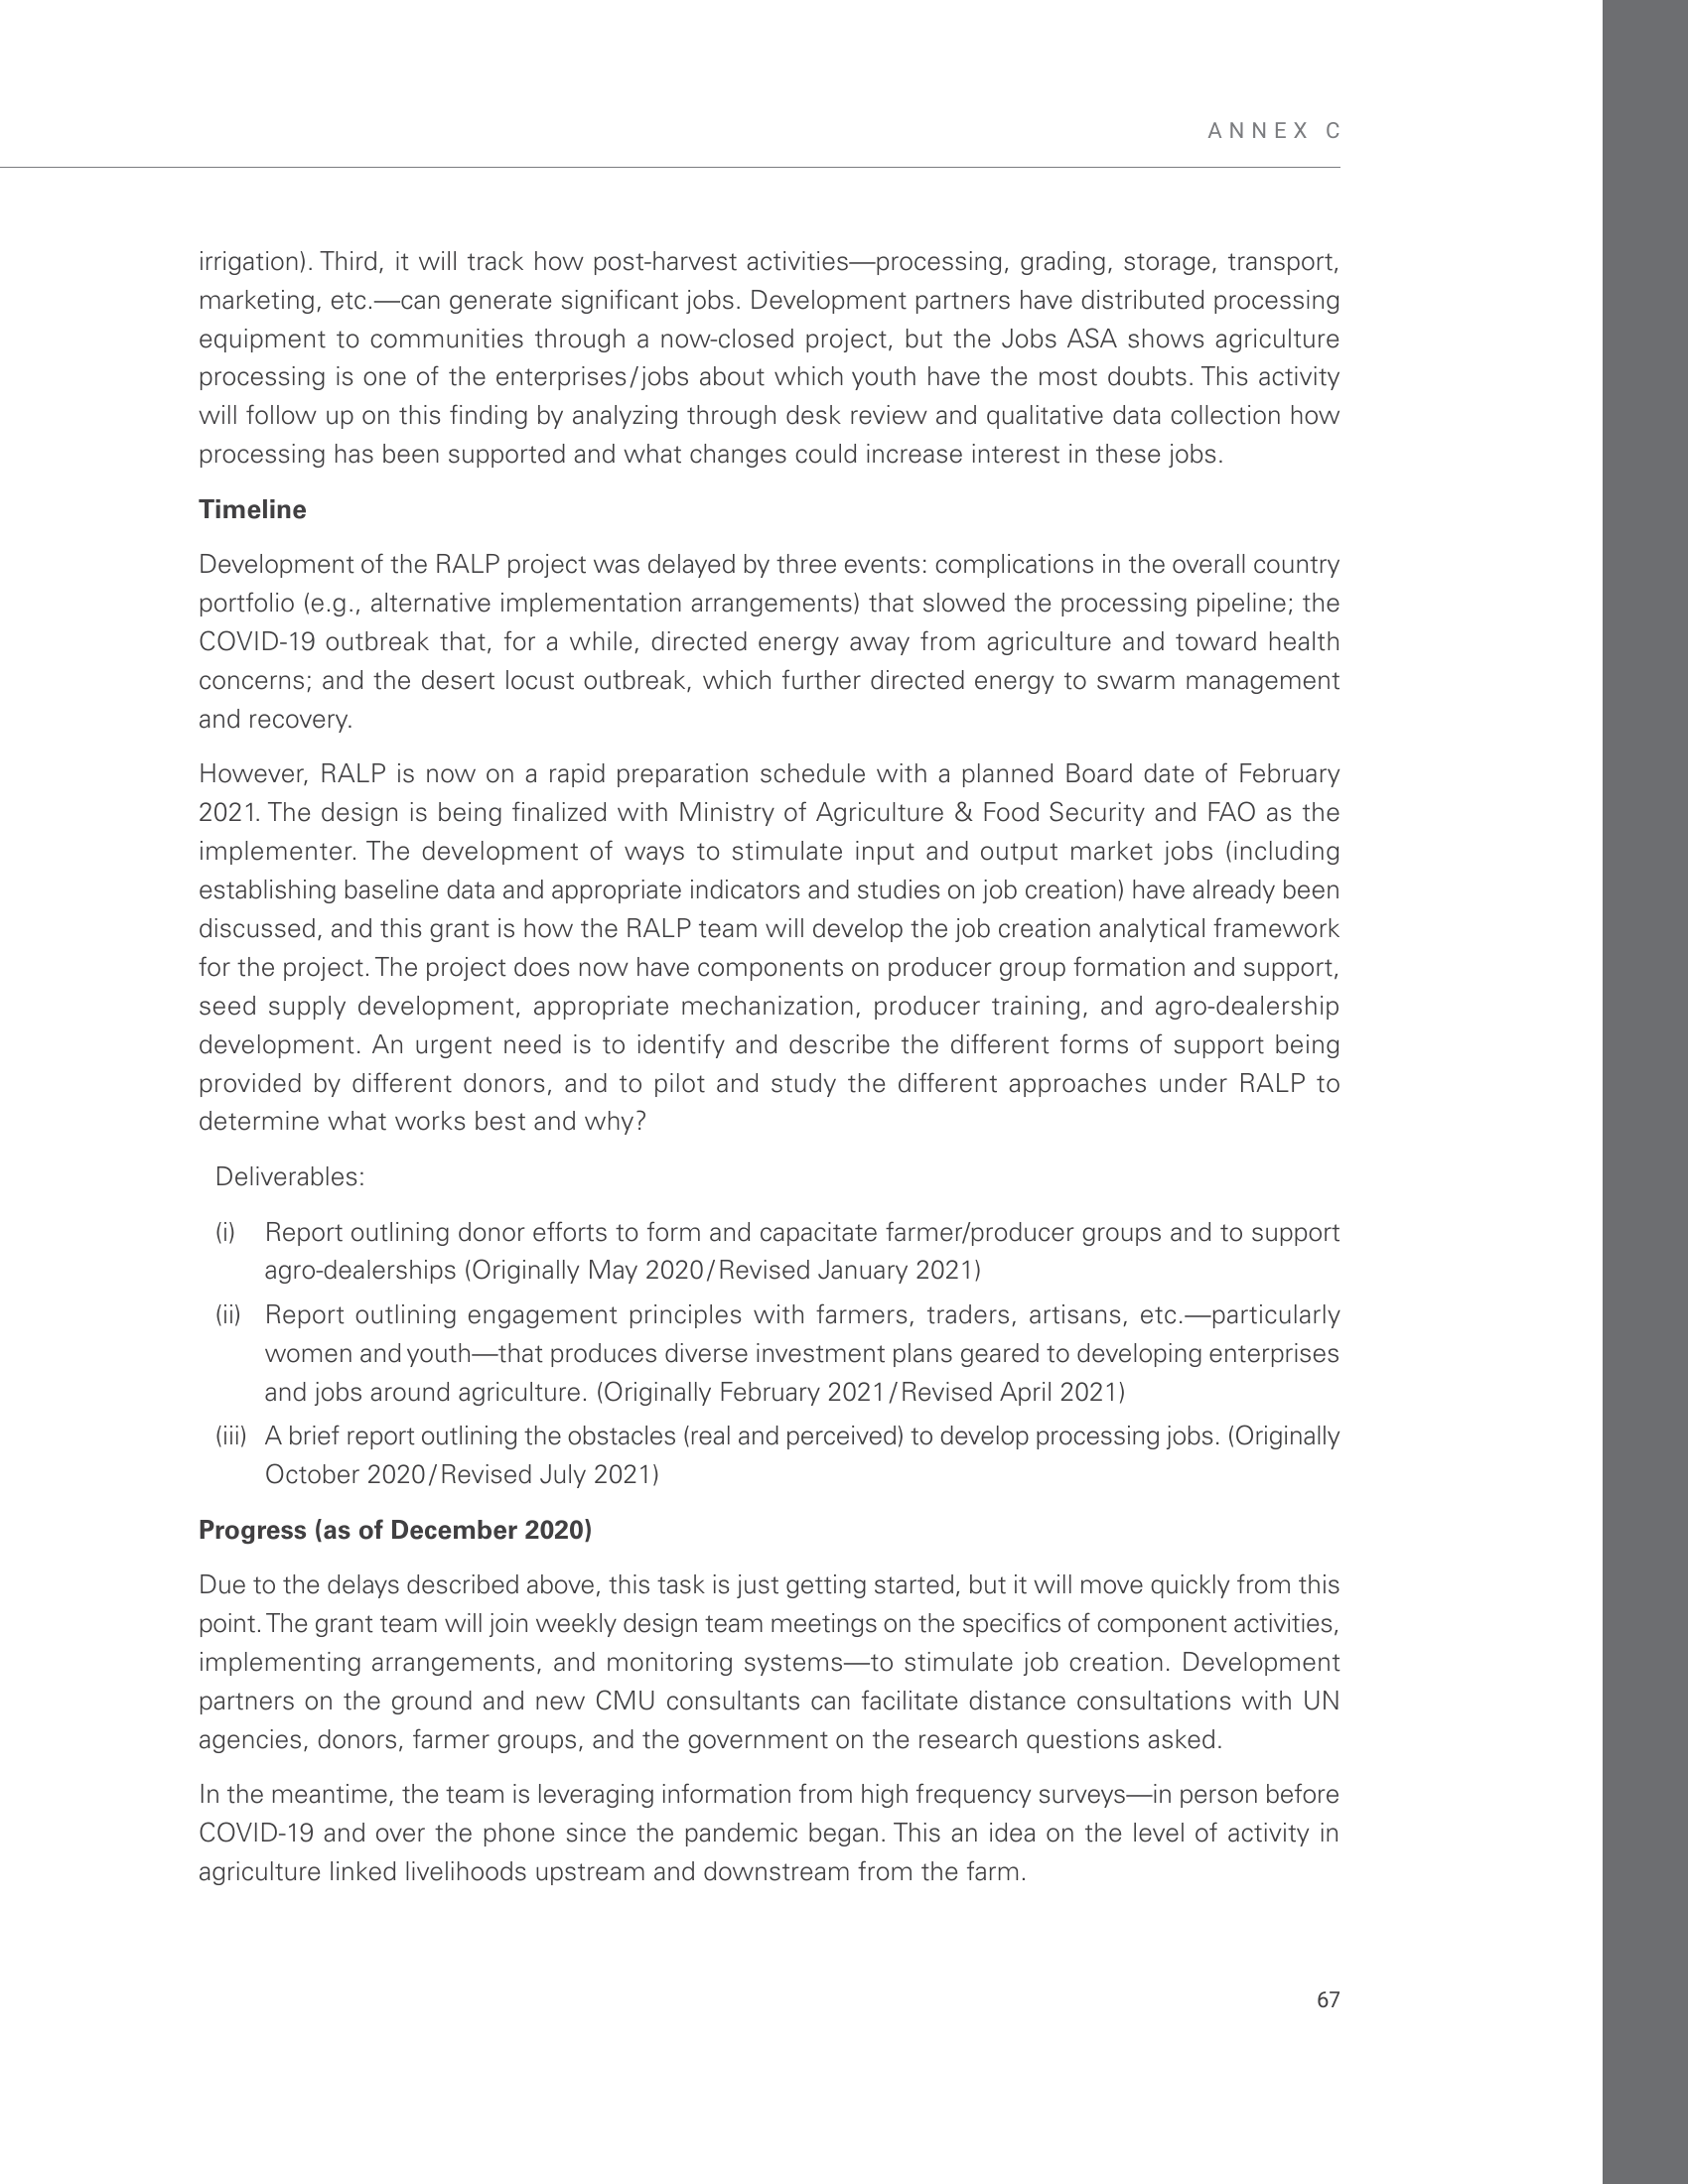 ANNEX C
irrigation). Third, it will track how post-harvest activities—processing, grading, storage, transport,
marketing, etc.—can generate significant jobs. Development partners have distributed processing
equipment to communities through a now-closed project, but the Jobs ASA shows agriculture
processing is one of the enterprises/jobs about which youth have the most doubts. This activity
will follow up on this finding by analyzing through desk review and qualitative data collection how
processing has been supported and what changes could increase interest in these jobs.
Timeline
Development of the RALP project was delayed by three events: complications in the overall country
portfolio (e.g., alternative implementation arrangements) that slowed the processing pipeline; the
COVID-19 outbreak that, for a while, directed energy away from agriculture and toward health
concerns; and the desert locust outbreak, which further directed energy to swarm management
and recovery.
However, RALP is now on a rapid preparation schedule with a planned Board date of February
2021. The design is being finalized with Ministry of Agriculture & Food Security and FAO as the
implementer. The development of ways to stimulate input and output market jobs (including
establishing baseline data and appropriate indicators and studies on job creation) have already been
discussed, and this grant is how the RALP team will develop the job creation analytical framework
for the project. The project does now have components on producer group formation and support,
seed supply development, appropriate mechanization, producer training, and agro-dealership
development. An urgent need is to identify and describe the different forms of support being
provided by different donors, and to pilot and study the different approaches under RALP to
determine what works best and why?
Deliverables:
(i) Report outlining donor efforts to form and capacitate farmer/producer groups and to support
agro-dealerships (Originally May 2020/Revised January 2021)
(ii) Report outlining engagement principles with farmers, traders, artisans, etc.—particularly
women and youth—that produces diverse investment plans geared to developing enterprises
and jobs around agriculture. (Originally February 2021/Revised April 2021)
(iii) A brief report outlining the obstacles (real and perceived) to develop processing jobs. (Originally
October 2020/Revised July 2021)
Progress (as of December 2020)
Due to the delays described above, this task is just getting started, but it will move quickly from this
point. The grant team will join weekly design team meetings on the specifics of component activities,
implementing arrangements, and monitoring systems—to stimulate job creation. Development
partners on the ground and new CMU consultants can facilitate distance consultations with UN
agencies, donors, farmer groups, and the government on the research questions asked.
In the meantime, the team is leveraging information from high frequency surveys—in person before
COVID-19 and over the phone since the pandemic began. This an idea on the level of activity in
agriculture linked livelihoods upstream and downstream from the farm.
67